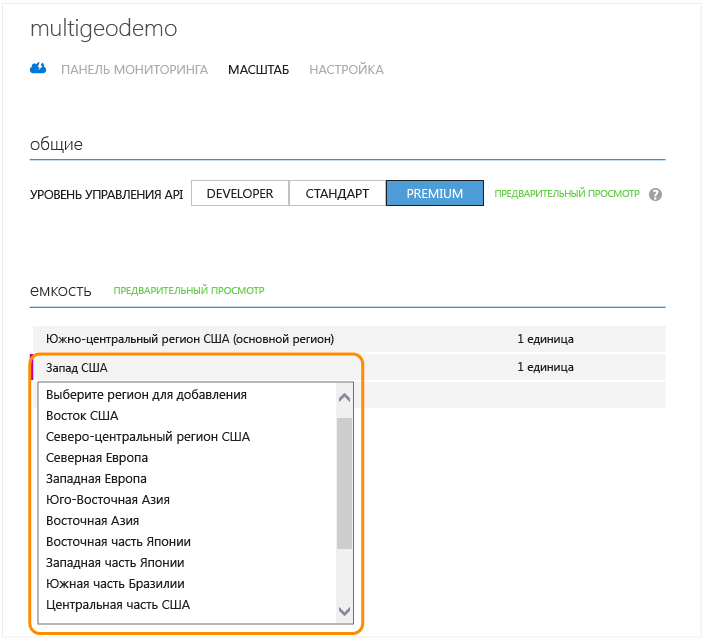 multigeodemo
ПАНЕЛЬ МОНИТОРИНГА МАСШТАБ НАСТРОЙКА
общие
УРОВЕНЬ УПРАВЛЕНИЯ API DEVELOPER СТАНДАРТ PREMIUM ПРЕДВАРИТЕЛЬНЫЙ ПРОСМОТР ?
емкость ПРЕДВАРИТЕЛЬНЫЙ ПРОСМОТР
Южно-центральный регион США (основной регион) 1 единица
Запад США 1 единица
Выберите регион для добавления
Восток США
Северо-центральный регион США
Северная Европа
Западная Европа
Юго-Восточная Азия
Восточная Азия
Восточная часть Японии
Западная часть Японии
Южная часть Бразилии
Центральная часть США